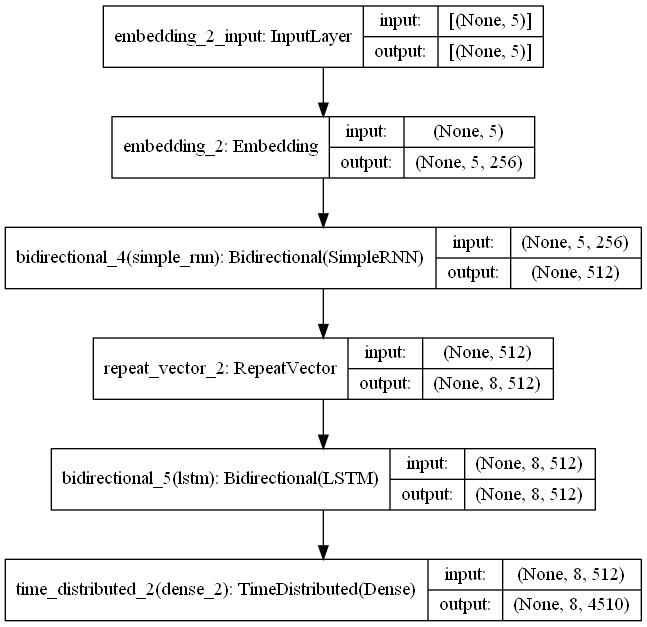 embedding_2_input: InputLayer
input: [(None, 5)]
output: [(None, 5)]
embedding_2: Embedding
input: (None, 5)
output: (None, 5, 256)
bidirectional_4(simple_rnn): Bidirectional(SimpleRNN)
input: (None, 5, 256)
output: (None, 512)
repeat_vector_2: RepeatVector
input: (None, 512)
output: (None, 8, 512)
bidirectional_5(lstm): Bidirectional(LSTM)
input: (None, 8, 512)
output: (None, 8, 512)
time_distributed_2(dense_2): TimeDistributed(Dense)
input: (None, 8, 512)
output: (None, 8, 4510)